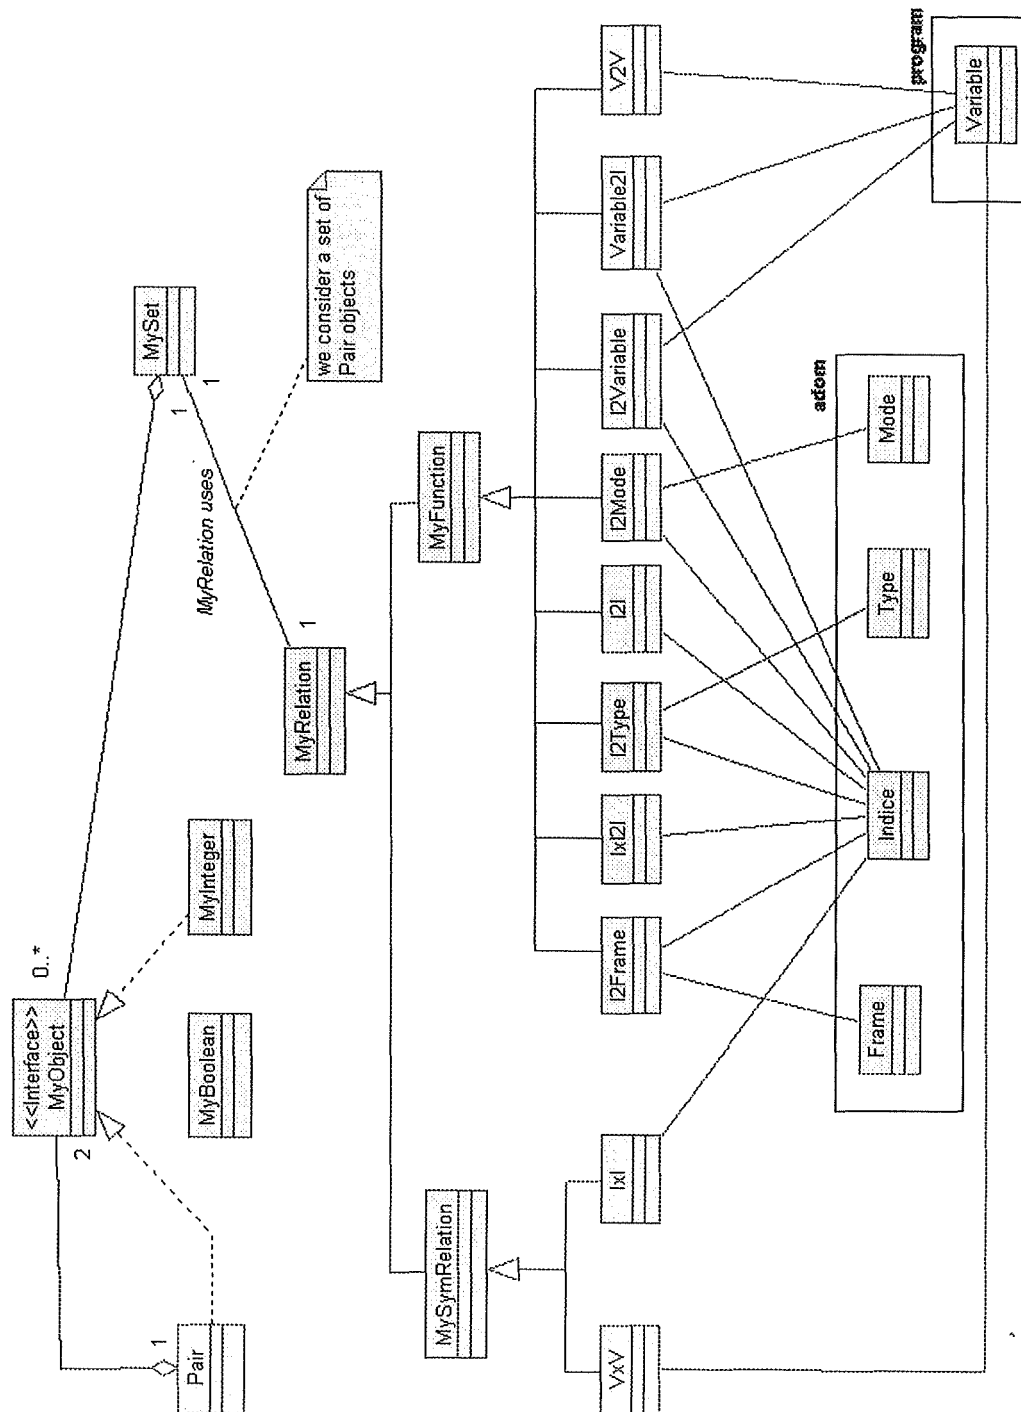 <<Interface>>
MyObject
0..*
2
1
Pair
MyBoolean
MyInteger
MySet
1
1
MyRelation uses
1
MyRelation
we consider a set of
Pair objects
MySymRelation
MyFunction
VxV
IxI
I2Frame
IxI2I
I2Type
I2I
I2Mode
I2Variable
Variable2I
V2V
adom
Frame
Indice
Type
Mode
program
Variable